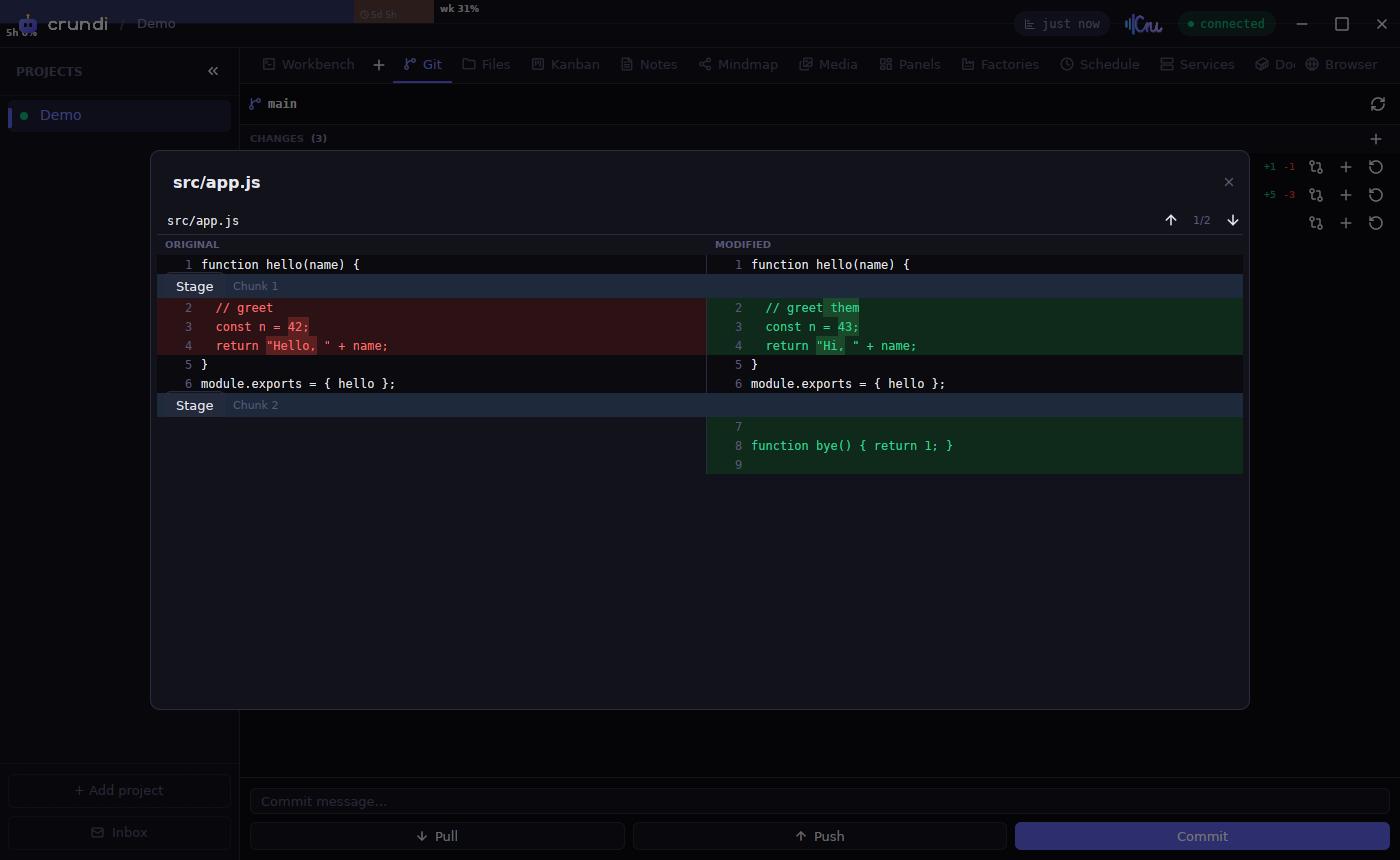 5d 5h
wk 31%
5h 0%
crundi / Demo
just now
Cru
connected
PROJECTS
Workbench
Git
Files
Kanban
Notes
Mindmap
Media
Panels
Factories
Schedule
Services
Doc
Browser
Demo
main
CHANGES (3)
+1 -1
+5 -3
src/app.js
src/app.js
1/2
ORIGINAL
MODIFIED
1 function hello(name) {
1 function hello(name) {
Stage Chunk 1
2 // greet
2 // greet them
3 const n = 42;
3 const n = 43;
4 return "Hello, " + name;
4 return "Hi, " + name;
5 }
5 }
6 module.exports = { hello };
6 module.exports = { hello };
Stage Chunk 2
7
8 function bye() { return 1; }
9
+ Add project
Inbox
Commit message...
Pull
Push
Commit